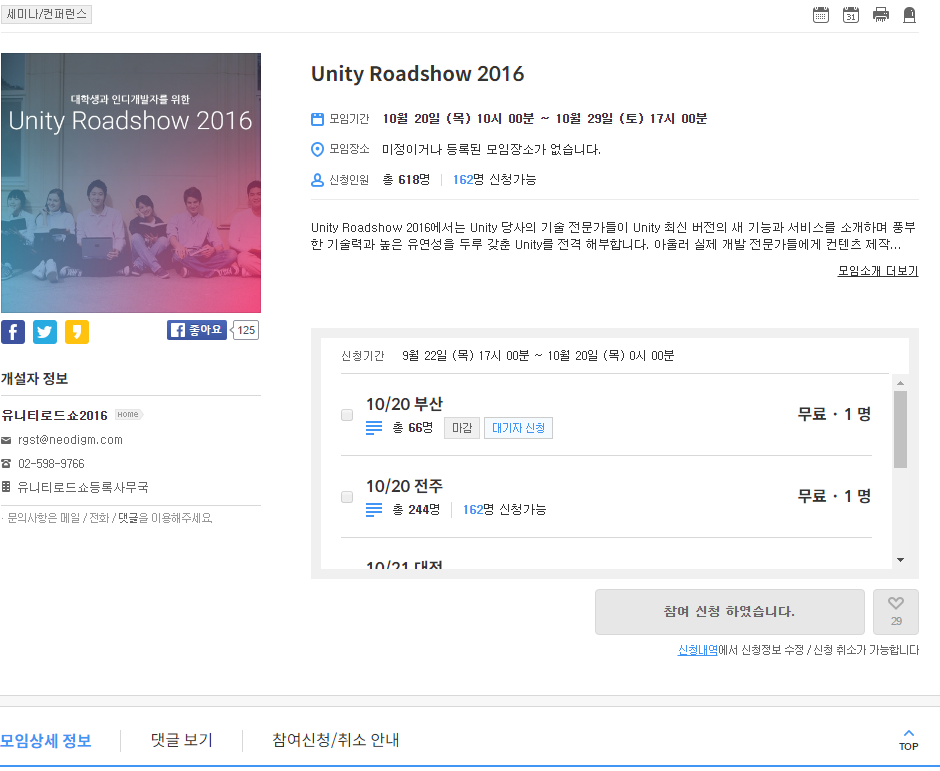 세미나/컨퍼런스
31
대학생과 인디개발자를 위한
Unity Roadshow 2016
좋아요
125
개설자 정보
유니티로드쇼2016 Home
rgst@neodigm.com
02-598-9766
유니티로드쇼등록사무국
· 문의사항은 메일 / 전화 / 댓글을 이용해주세요.
Unity Roadshow 2016
모임기간 10월 20일 (목) 10시 00분 ~ 10월 29일 (토) 17시 00분
모임장소 미정이거나 등록된 모임장소가 없습니다.
신청인원 총 618명 162명 신청가능
Unity Roadshow 2016에서는 Unity 당사의 기술 전문가들이 Unity 최신 버전의 새 기능과 서비스를 소개하며 풍부
한 기술력과 높은 유연성을 두루 갖춘 Unity를 전격 해부합니다. 아울러 실제 개발 전문가들에게 컨텐츠 제작...
모임소개 더보기
신청기간 9월 22일 (목) 17시 00분 ~ 10월 20일 (목) 0시 00분
10/20 부산
총 66명 마감 대기자 신청
무료 · 1 명
10/20 전주
총 244명 162명 신청가능
무료 · 1 명
10/21 대전
참여 신청 하였습니다.
29
신청내역에서 신청정보 수정 / 신청 취소가 가능합니다
모임상세 정보
댓글 보기
참여신청/취소 안내
TOP